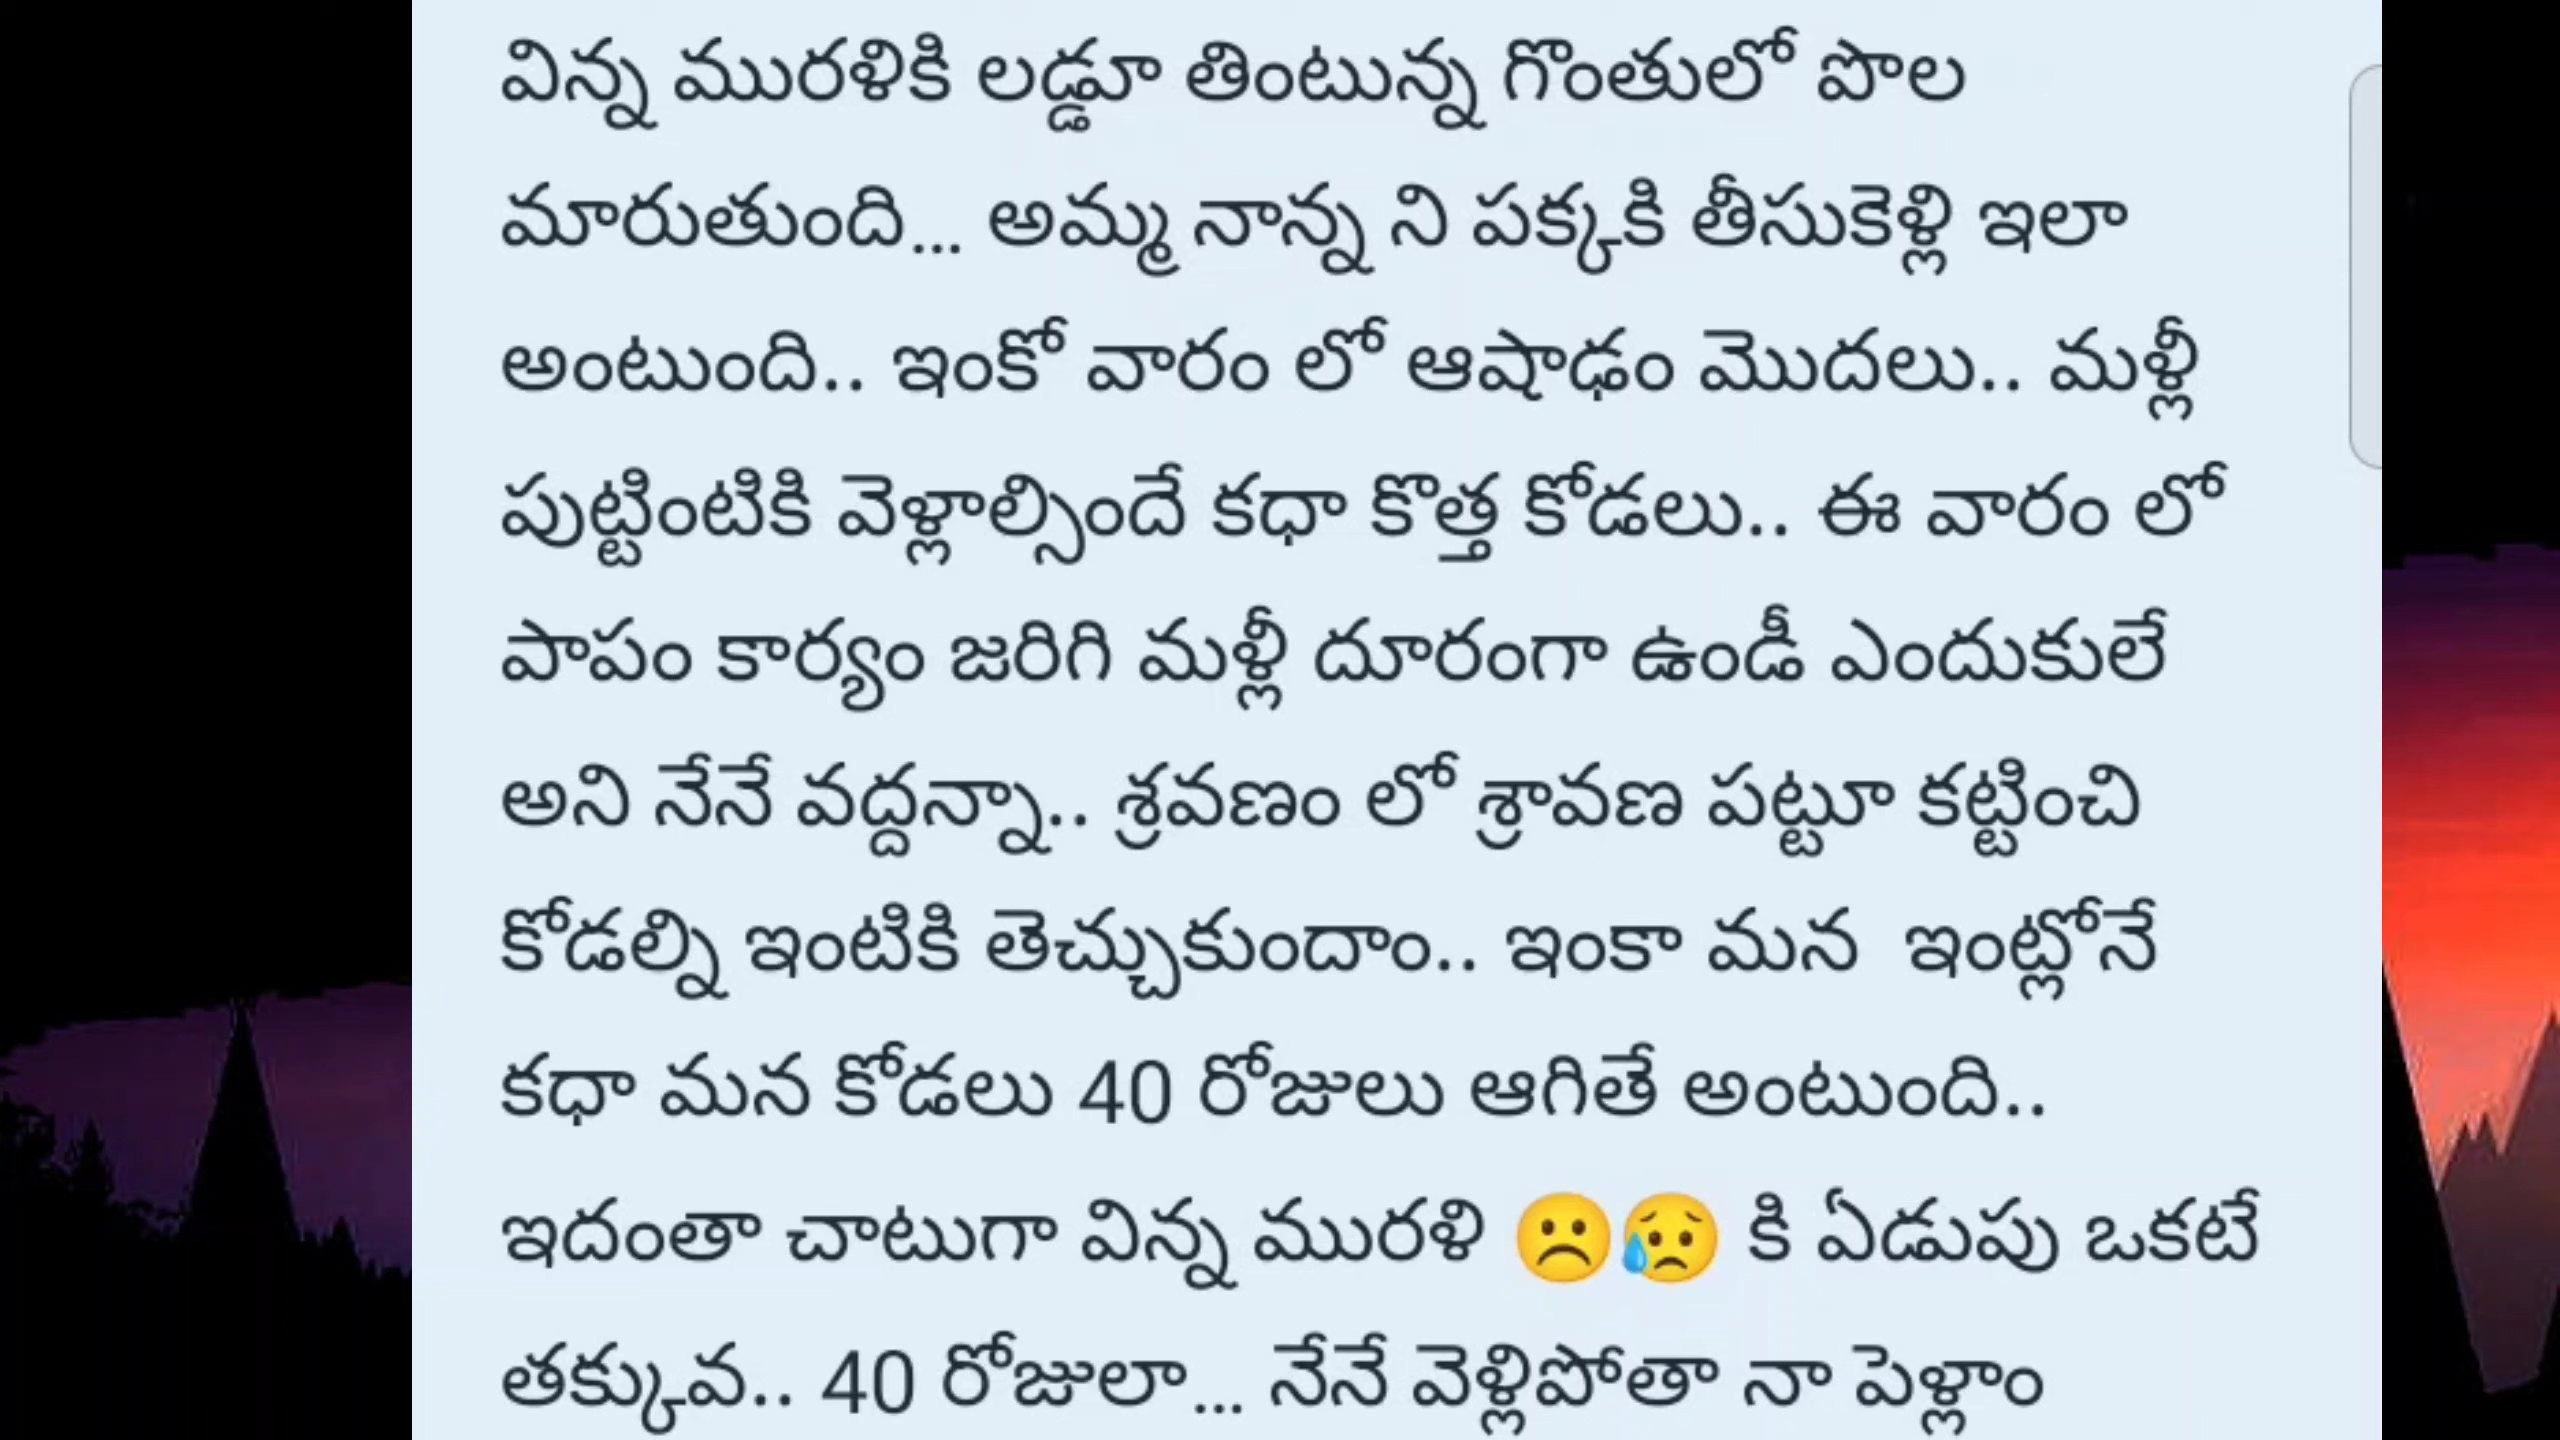 విన్న మురళికి లడ్డూ తింటున్న గొంతులో పొల
మారుతుంది... అమ్మ నాన్న ని పక్కకి తీసుకెళ్లి ఇలా
అంటుంది.. ఇంకో వారం లో ఆషాఢం మొదలు.. మళ్లీ
పుట్టింటికి వెళ్లాల్సిందే కధా కొత్త కోడలు.. ఈ వారం లో
పాపం కార్యం జరిగి మళ్లీ దూరంగా ఉండీ ఎందుకులే
అని నేనే వద్దన్నా.. శ్రవణం లో శ్రావణ పట్టూ కట్టించి
కోడల్ని ఇంటికి తెచ్చుకుందాం.. ఇంకా మన ఇంట్లోనే
కధా మన కోడలు 40 రోజులు ఆగితే అంటుంది..
ఇదంతా చాటుగా విన్న మురళి ☹️😥 కి ఏడుపు ఒకటే
తక్కువ.. 40 రోజులా... నేనే వెళ్లిపోతా నా పెళ్లాం